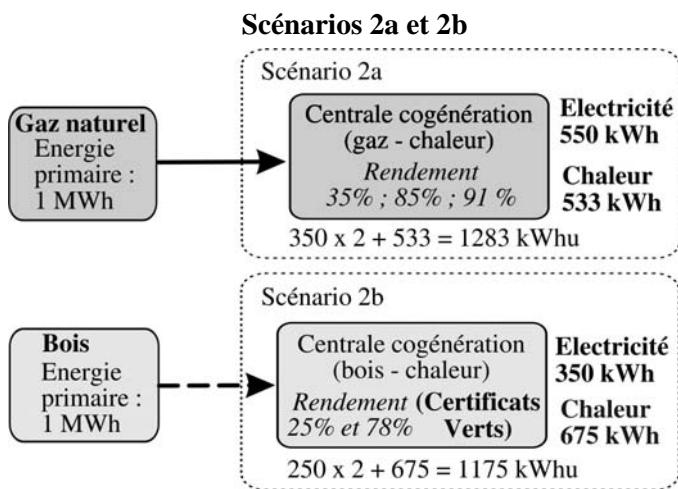 Scénarios 2a et 2b
Scénario 2a
Gaz naturel
Energie
primaire :
1 MWh
Centrale cogénération
(gaz - chaleur)
Rendement
35% ; 85% ; 91 %
Electricité
550 kWh
Chaleur
533 kWh
350 x 2 + 533 = 1283 kWhu
Scénario 2b
Bois
Energie
primaire :
1 MWh
Centrale cogénération
(bois - chaleur)
Rendement (Certificats
25% et 78% Verts)
Electricité
350 kWh
Chaleur
675 kWh
250 x 2 + 675 = 1175 kWhu